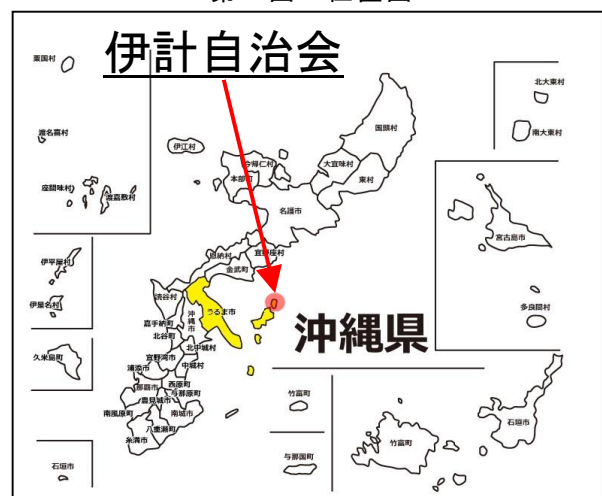 伊計自治会
粟国村
渡名喜村
座間味村
渡嘉敷村
伊平屋村
伊是名村
久米島町
石垣市
伊江村
今帰仁村
本部町
国頭村
大宜味村
東村
名護市
恩納村
宜野座村
金武町
読谷村
うるま市
嘉手納町
沖縄市
北谷町
北中城村
宜野湾市
中城村
浦添市
西原町
那覇市
与那原町
豊見城市
南風原町
南城市
八重瀬町
糸満市
沖縄県
北大東村
南大東村
宮古島市
多良間村
竹富町
与那国町
竹富町
石垣市